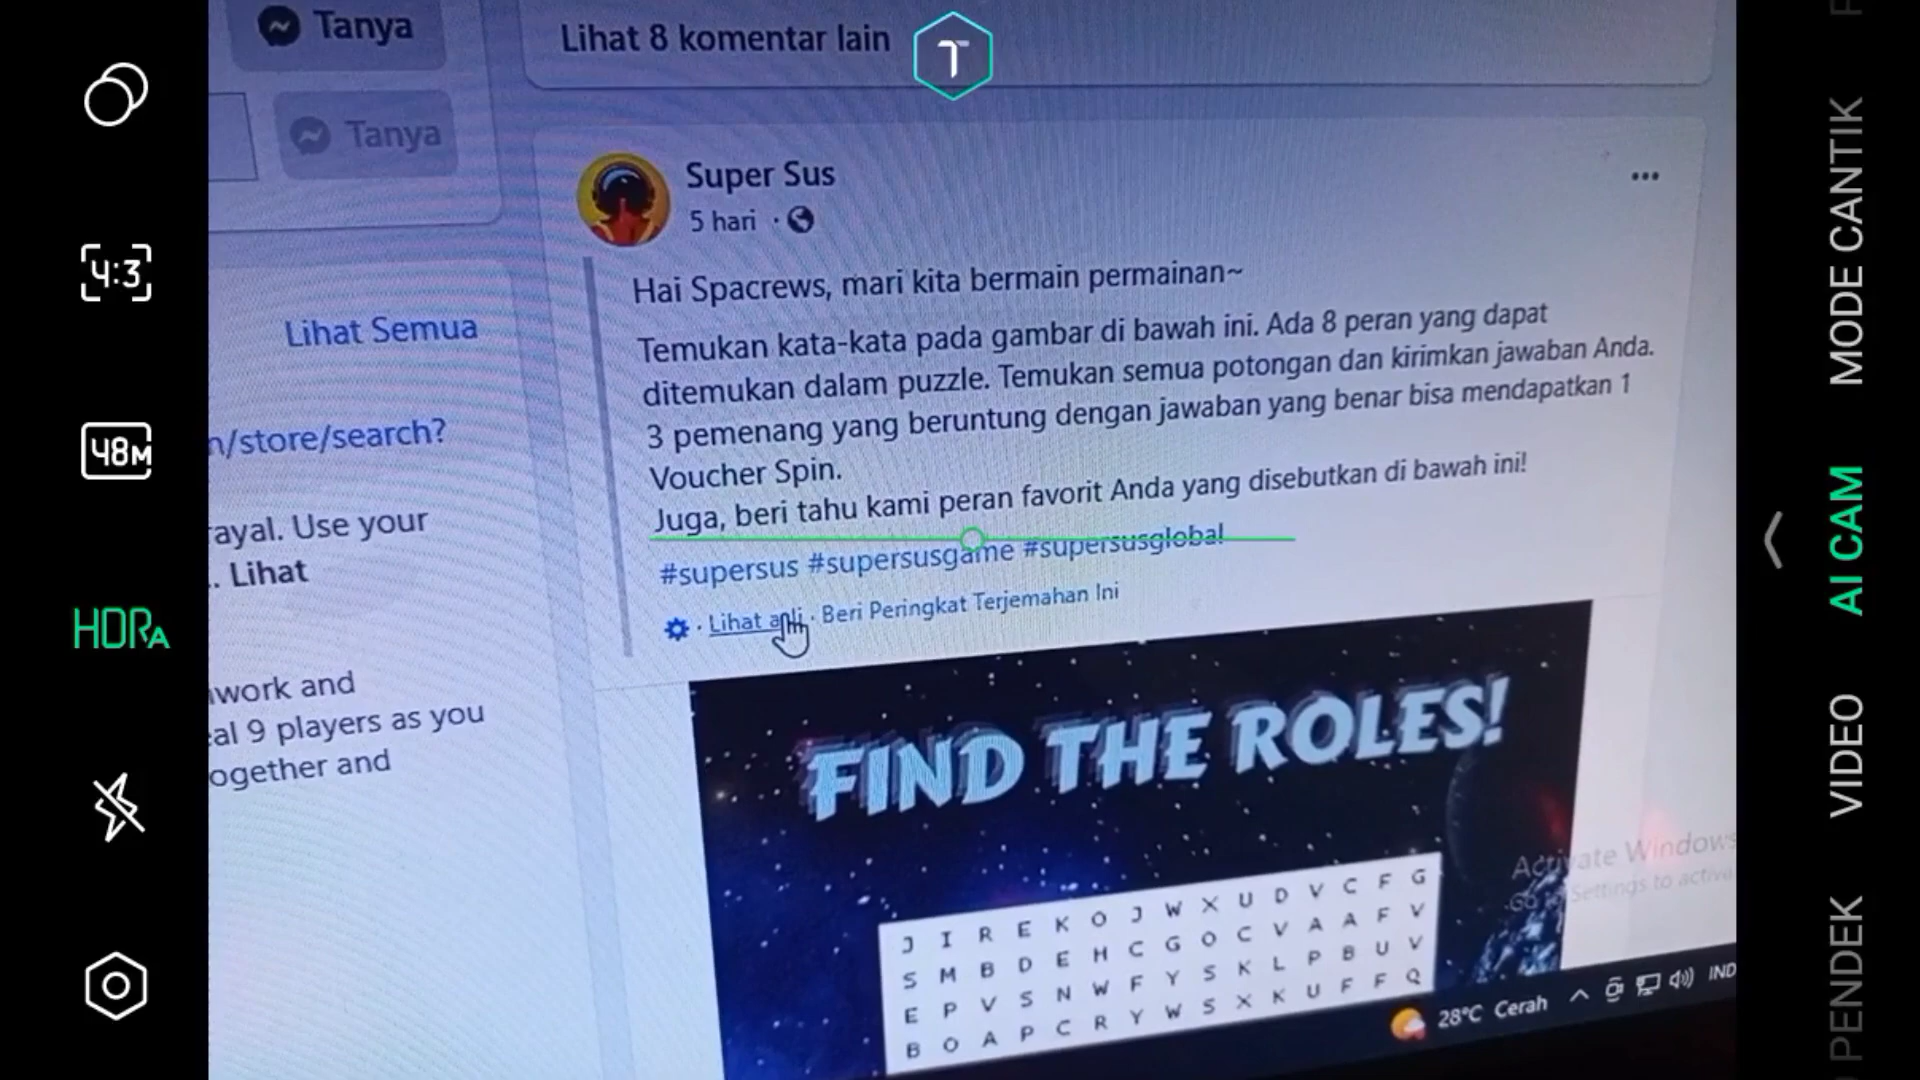 Tanya
Lihat 8 komentar lain
Tanya
Super Sus
5 hari
Hai Spacrews, mari kita bermain permainan~
Temukan kata-kata pada gambar di bawah ini. Ada 8 peran yang dapat
ditemukan dalam puzzle. Temukan semua potongan dan kirimkan jawaban Anda.
3 pemenang yang beruntung dengan jawaban yang benar bisa mendapatkan 1
Voucher Spin.
Juga, beri tahu kami peran favorit Anda yang disebutkan di bawah ini!
#supersus #supersusgame #supersusglobal
Lihat asli · Beri Peringkat Terjemahan Ini
Lihat Semua
n/store/search?
rayal. Use your
.. Lihat
work and
al 9 players as you
ogether and
FIND THE ROLES!
J I R E K O J W X U D V C F G
S M B D E H C G O C V A A F V
E P V S N W F Y S K L P B U V
B O A P C R Y W S X K U F F Q
Activate Windows
Go to Settings to activa
28°C Cerah
IND
4:3
48M
HDRA
MODE CANTIK
AI CAM
VIDEO
PENDEK